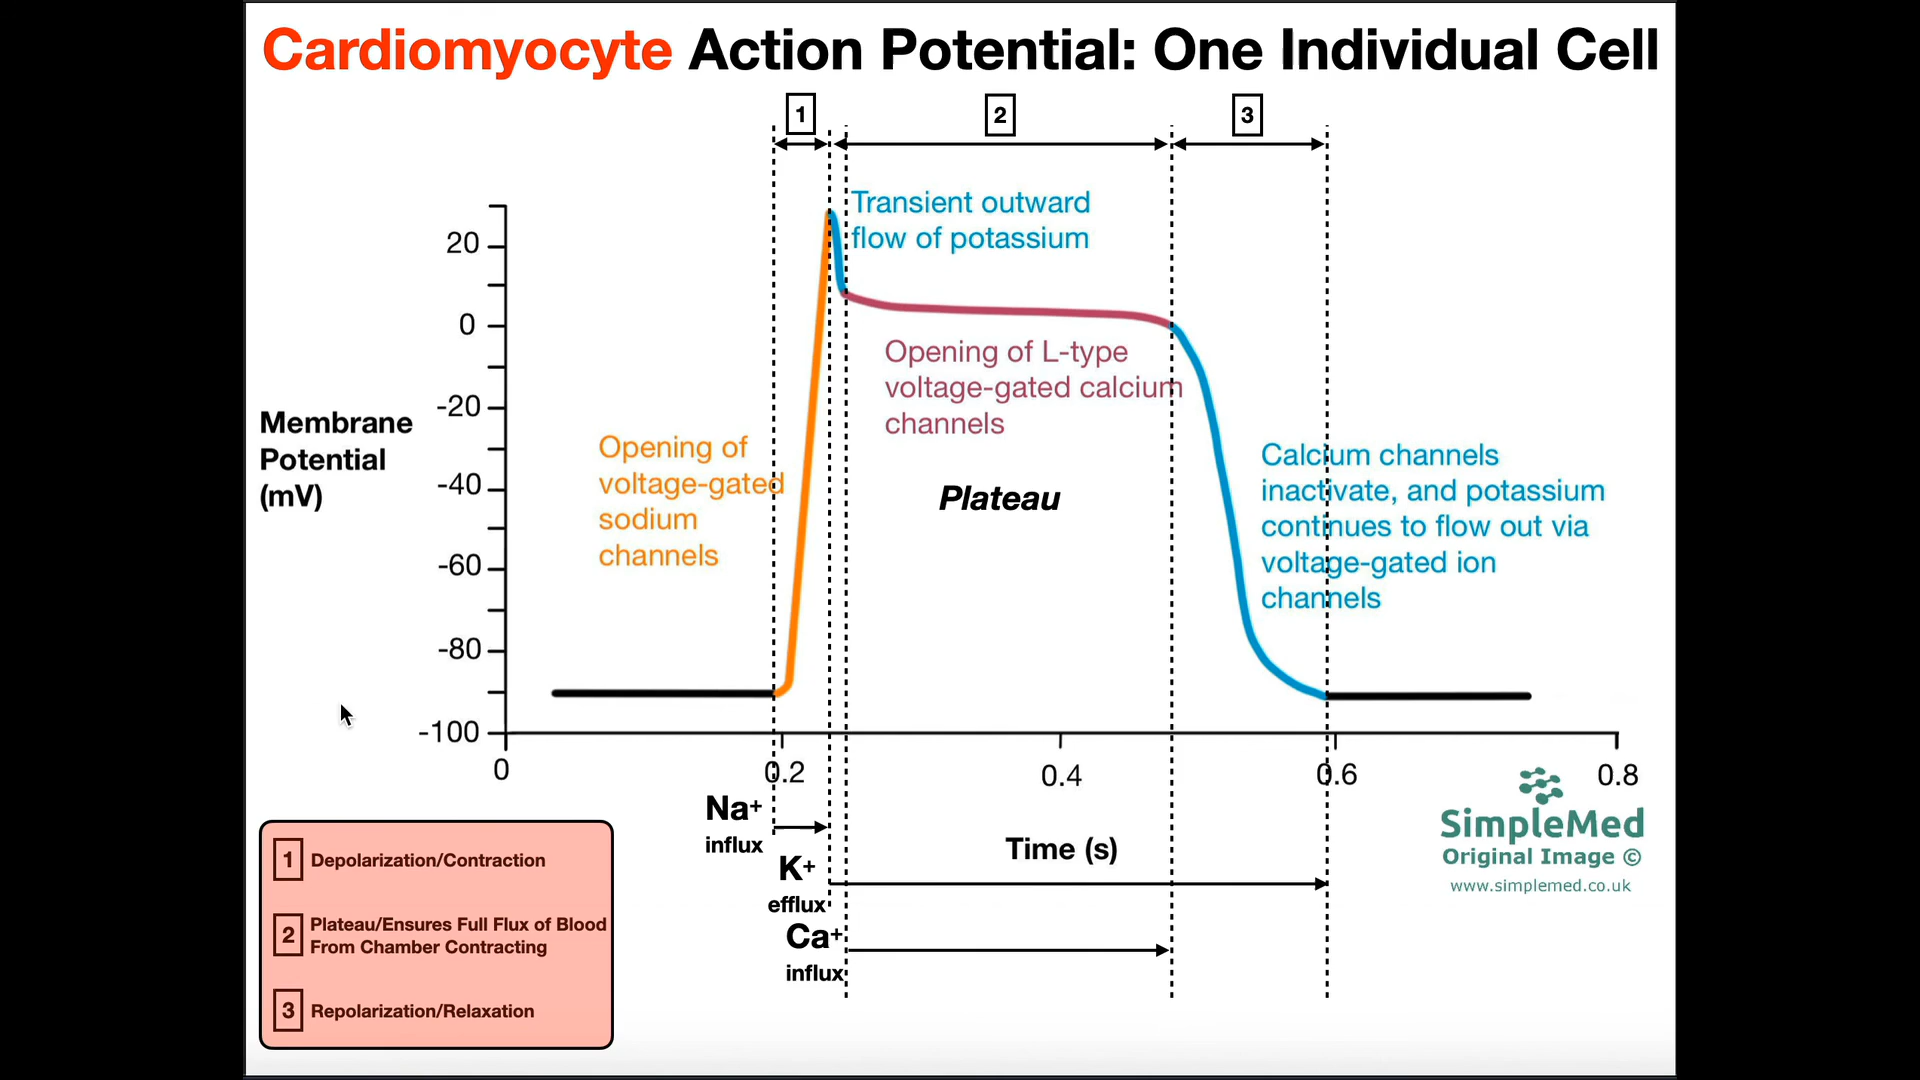 Cardiomyocyte Action Potential: One Individual Cell
1
2
3
Transient outward
flow of potassium
20
0
-20
-40
-60
-80
-100
Membrane
Potential
(mV)
Opening of
voltage-gated
sodium
channels
Opening of L-type
voltage-gated calcium
channels
Plateau
Calcium channels
inactivate, and potassium
continues to flow out via
voltage-gated ion
channels
0
0.2
0.4
0.6
0.8
Time (s)
Na+
influx
K+
efflux
Ca+
influx
1 Depolarization/Contraction
2 Plateau/Ensures Full Flux of Blood
From Chamber Contracting
3 Repolarization/Relaxation
SimpleMed
Original Image ©
www.simplemed.co.uk